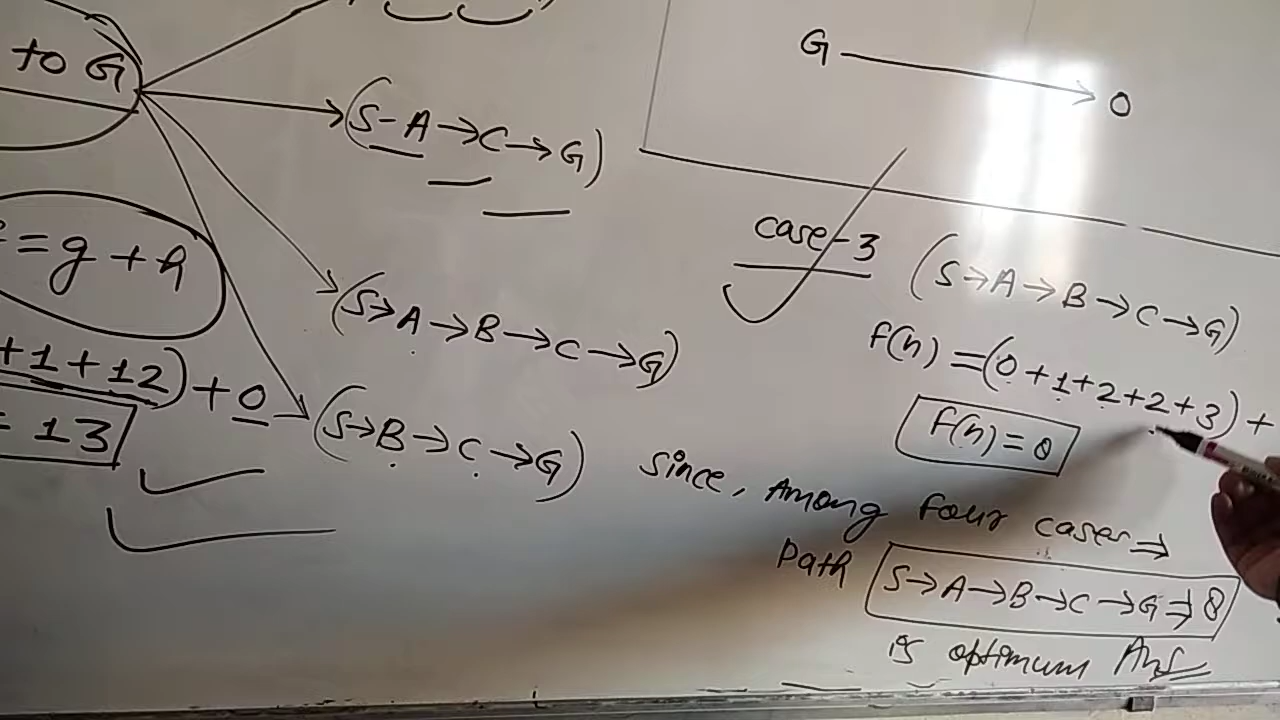 to G
(S-A→C→G)
(S→A→B→C→G)
(S→B→C→G)
=g+h
+1+12)+0
= 13
G → 0
case-3 (S→A→B→C→G)
f(n)=(0+1+2+2+3)+
f(n)=8
Since, Among four cases⇒
Path S→A→B→C→G⇒8
is optimum Ans